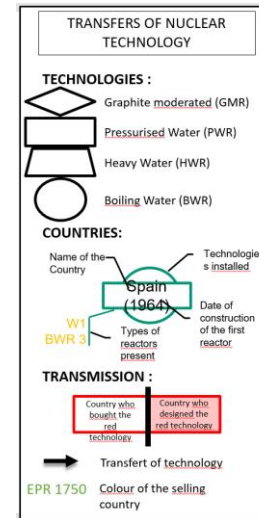 TRANSFERS OF NUCLEAR
TECHNOLOGY
TECHNOLOGIES :
Graphite moderated (GMR)
Pressurised Water (PWR)
Heavy Water (HWR)
Boiling Water (BWR)
COUNTRIES:
Name of the
Country
Technologie
s installed
Spain
(1964)
W1
BWR 3
Types of
reactors
present
Date of
construction
of the first
reactor
TRANSMISSION :
Country who
bought the
red
technology
Country who
designed the
red technology
Transfert of technology
EPR 1750
Colour of the selling
country